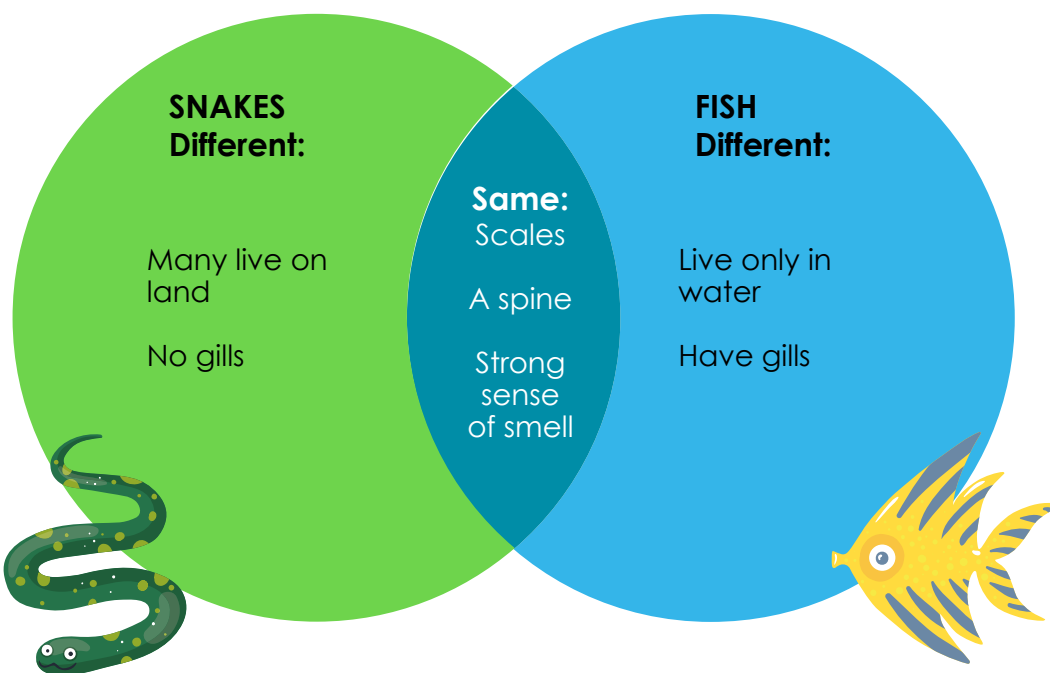 SNAKES
Different:
Many live on
land
No gills
Same:
Scales
A spine
Strong
sense
of smell
FISH
Different:
Live only in
water
Have gills